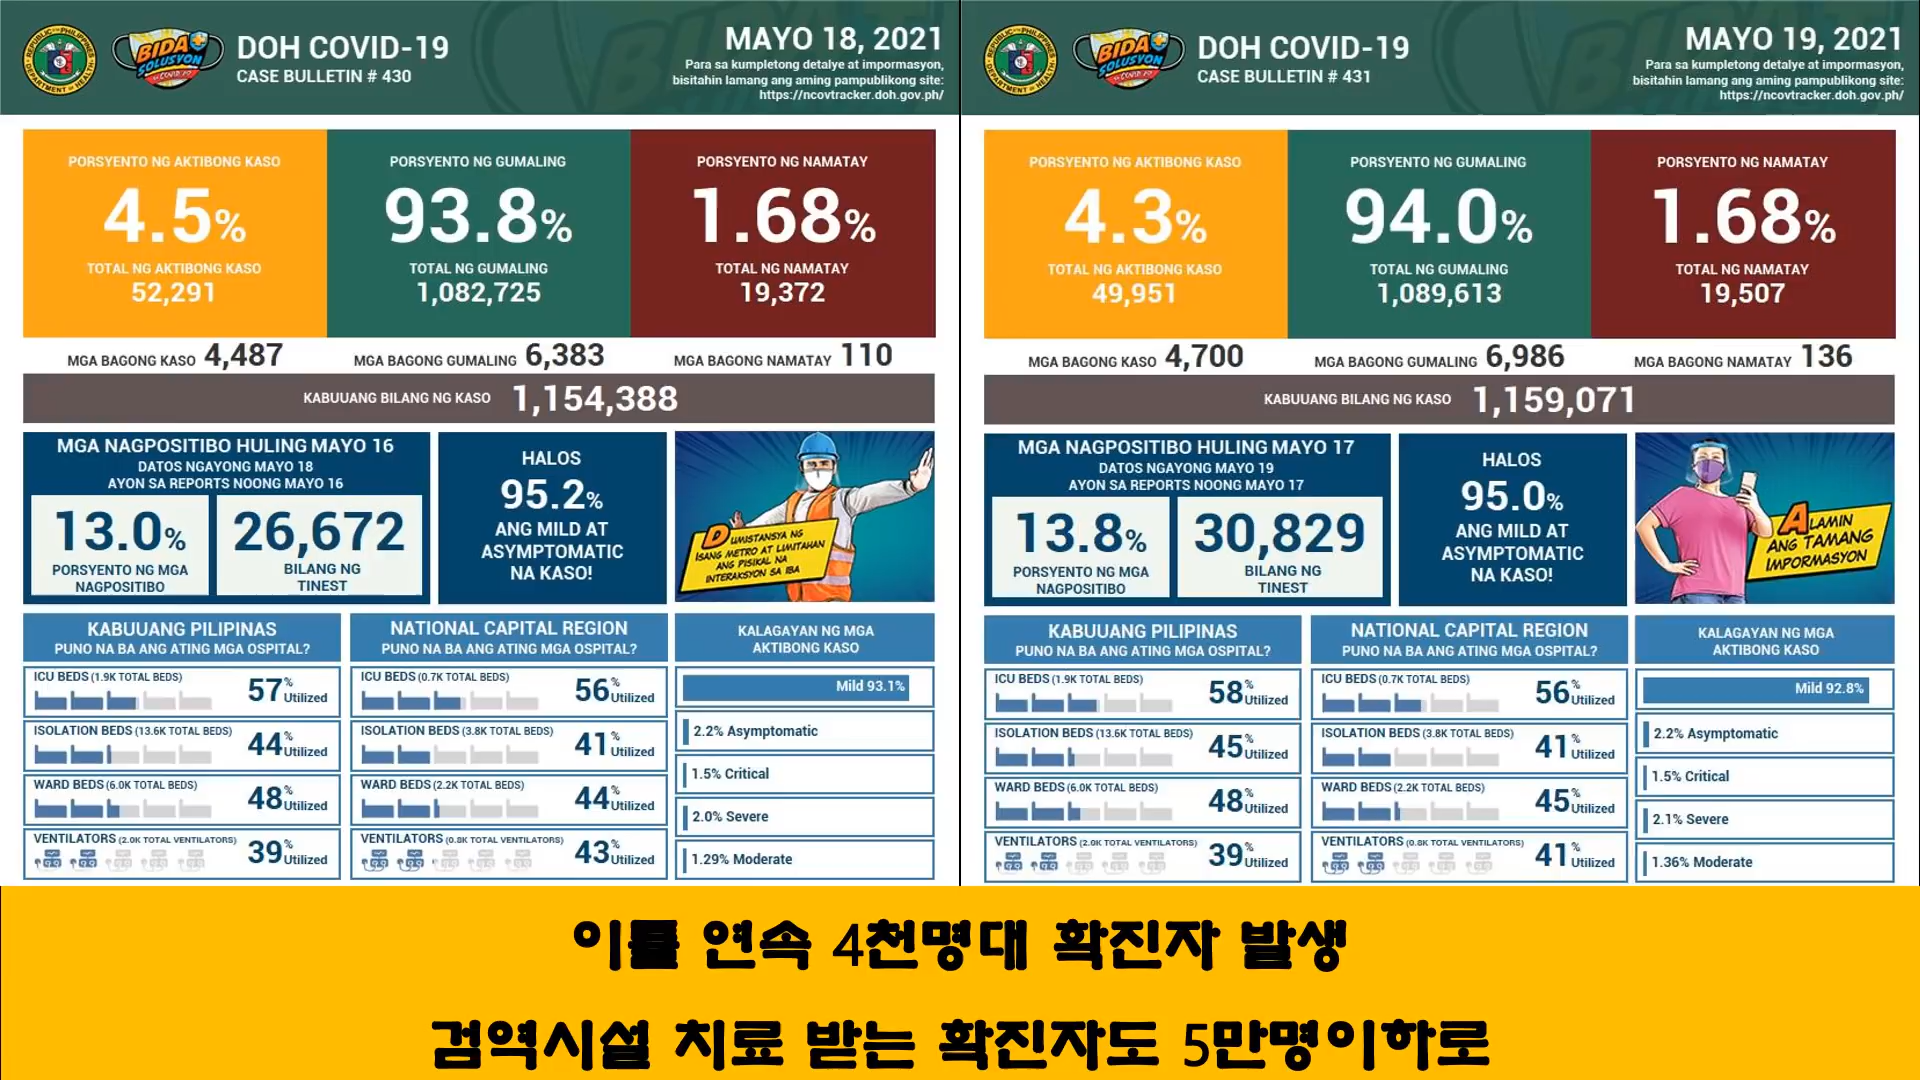 DOH COVID-19
CASE BULLETIN # 430
MAYO 18, 2021
Para sa kumpletong detalye at impormasyon,
bisitahin lamang ang aming pampublikong site:
https://ncovtracker.doh.gov.ph/
BIDA SOLUSYON
PORSYENTO NG AKTIBONG KASO
4.5%
TOTAL NG AKTIBONG KASO
52,291
PORSYENTO NG GUMALING
93.8%
TOTAL NG GUMALING
1,082,725
PORSYENTO NG NAMATAY
1.68%
TOTAL NG NAMATAY
19,372
MGA BAGONG KASO 4,487
MGA BAGONG GUMALING 6,383
MGA BAGONG NAMATAY 110
KABUUANG BILANG NG KASO 1,154,388
MGA NAGPOSITIBO HULING MAYO 16
DATOS NGAYONG MAYO 18
AYON SA REPORTS NOONG MAYO 16
13.0%
PORSYENTO NG MGA
NAGPOSITIBO
26,672
BILANG NG
TINEST
HALOS
95.2%
ANG MILD AT
ASYMPTOMATIC
NA KASO!
DUMISTANSYA NG
ISANG METRO AT LIMITAHAN
ANG PISIKAL NA
INTERAKSYON SA IBA
KABUUANG PILIPINAS
PUNO NA BA ANG ATING MGA OSPITAL?
ICU BEDS (1.9K TOTAL BEDS)
57% Utilized
ISOLATION BEDS (13.6K TOTAL BEDS)
44% Utilized
WARD BEDS (6.0K TOTAL BEDS)
48% Utilized
VENTILATORS (2.0K TOTAL VENTILATORS)
39% Utilized
NATIONAL CAPITAL REGION
PUNO NA BA ANG ATING MGA OSPITAL?
ICU BEDS (0.7K TOTAL BEDS)
56% Utilized
ISOLATION BEDS (3.8K TOTAL BEDS)
41% Utilized
WARD BEDS (2.2K TOTAL BEDS)
44% Utilized
VENTILATORS (0.8K TOTAL VENTILATORS)
43% Utilized
KALAGAYAN NG MGA
AKTIBONG KASO
Mild 93.1%
2.2% Asymptomatic
1.5% Critical
2.0% Severe
1.29% Moderate
DOH COVID-19
CASE BULLETIN # 431
MAYO 19, 2021
Para sa kumpletong detalye at impormasyon,
bisitahin lamang ang aming pampublikong site:
https://ncovtracker.doh.gov.ph/
BIDA SOLUSYON
PORSYENTO NG AKTIBONG KASO
4.3%
TOTAL NG AKTIBONG KASO
49,951
PORSYENTO NG GUMALING
94.0%
TOTAL NG GUMALING
1,089,613
PORSYENTO NG NAMATAY
1.68%
TOTAL NG NAMATAY
19,507
MGA BAGONG KASO 4,700
MGA BAGONG GUMALING 6,986
MGA BAGONG NAMATAY 136
KABUUANG BILANG NG KASO 1,159,071
MGA NAGPOSITIBO HULING MAYO 17
DATOS NGAYONG MAYO 19
AYON SA REPORTS NOONG MAYO 17
13.8%
PORSYENTO NG MGA
NAGPOSITIBO
30,829
BILANG NG
TINEST
HALOS
95.0%
ANG MILD AT
ASYMPTOMATIC
NA KASO!
ALAMIN
ANG TAMANG
IMPORMASYON
KABUUANG PILIPINAS
PUNO NA BA ANG ATING MGA OSPITAL?
ICU BEDS (1.9K TOTAL BEDS)
58% Utilized
ISOLATION BEDS (13.6K TOTAL BEDS)
45% Utilized
WARD BEDS (6.0K TOTAL BEDS)
48% Utilized
VENTILATORS (2.0K TOTAL VENTILATORS)
39% Utilized
NATIONAL CAPITAL REGION
PUNO NA BA ANG ATING MGA OSPITAL?
ICU BEDS (0.7K TOTAL BEDS)
56% Utilized
ISOLATION BEDS (3.8K TOTAL BEDS)
41% Utilized
WARD BEDS (2.2K TOTAL BEDS)
45% Utilized
VENTILATORS (0.8K TOTAL VENTILATORS)
41% Utilized
KALAGAYAN NG MGA
AKTIBONG KASO
Mild 92.8%
2.2% Asymptomatic
1.5% Critical
2.1% Severe
1.36% Moderate
이틀 연속 4천명대 확진자 발생
검역시설 치료 받는 확진자도 5만명이하로